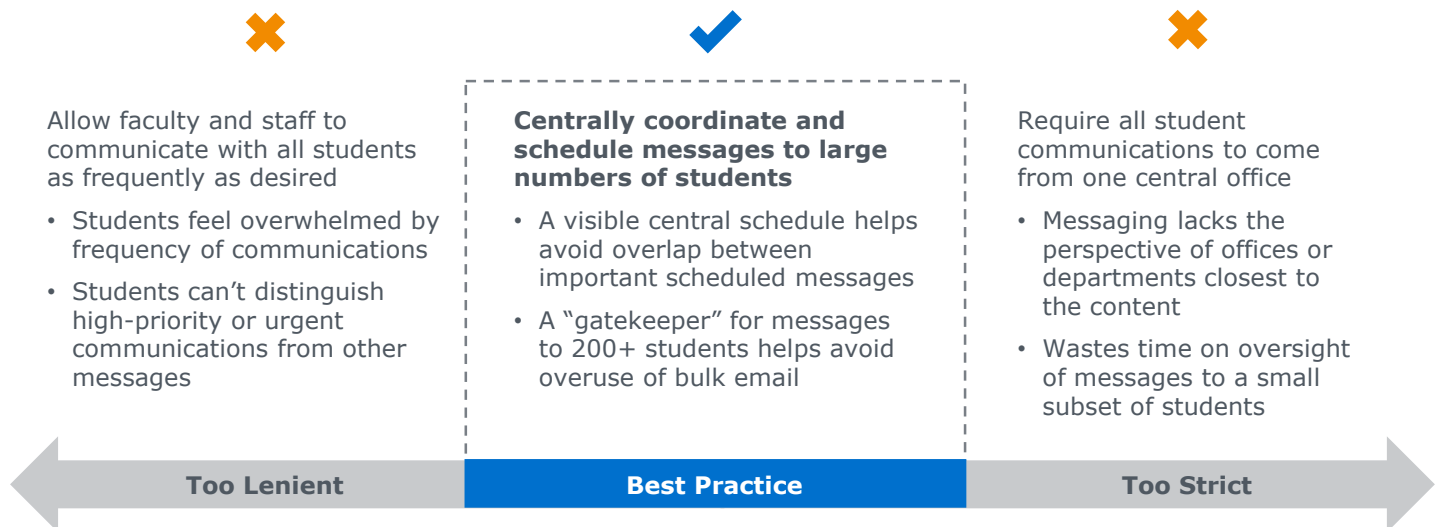 Allow faculty and staff to
communicate with all students
as frequently as desired
• Students feel overwhelmed by
frequency of communications
• Students can’t distinguish
high-priority or urgent
communications from other
messages
Centrally coordinate and
schedule messages to large
numbers of students
• A visible central schedule helps
avoid overlap between
important scheduled messages
• A “gatekeeper” for messages
to 200+ students helps avoid
overuse of bulk email
Require all student
communications to come
from one central office
• Messaging lacks the
perspective of offices or
departments closest to
the content
• Wastes time on oversight
of messages to a small
subset of students
Too Lenient
Best Practice
Too Strict